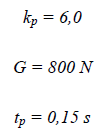 kₚ = 6,0
G = 800 N
tₚ = 0,15 s